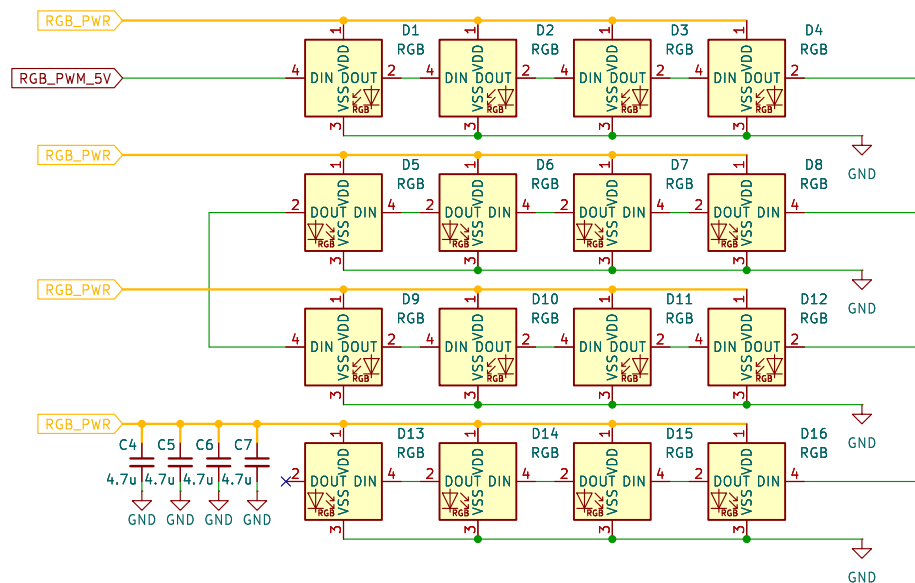 RGB_PWR
D1 D2 D3 D4
RGB RGB RGB RGB
1 1 1 1
VDD VDD VDD VDD
RGB_PWM_5V 4 DIN DOUT 2 4 DIN DOUT 2 4 DIN DOUT 2 4 DIN DOUT 2
VSS VSS VSS VSS
RGB RGB RGB RGB
3 3 3 3
GND
RGB_PWR
D5 D6 D7 D8
RGB RGB RGB RGB
1 1 1 1
VDD VDD VDD VDD
2 DOUT DIN 4 2 DOUT DIN 4 2 DOUT DIN 4 2 DOUT DIN 4
VSS VSS VSS VSS
RGB RGB RGB RGB
3 3 3 3
GND
RGB_PWR
D9 D10 D11 D12
RGB RGB RGB RGB
1 1 1 1
VDD VDD VDD VDD
4 DIN DOUT 2 4 DIN DOUT 2 4 DIN DOUT 2 4 DIN DOUT 2
VSS VSS VSS VSS
RGB RGB RGB RGB
3 3 3 3
GND
RGB_PWR
D13 D14 D15 D16
RGB RGB RGB RGB
C4 C5 C6 C7
4.7u 4.7u 4.7u 4.7u
GND GND GND GND
1 1 1 1
VDD VDD VDD VDD
2 DOUT DIN 4 2 DOUT DIN 4 2 DOUT DIN 4 2 DOUT DIN 4
VSS VSS VSS VSS
RGB RGB RGB RGB
3 3 3 3
GND